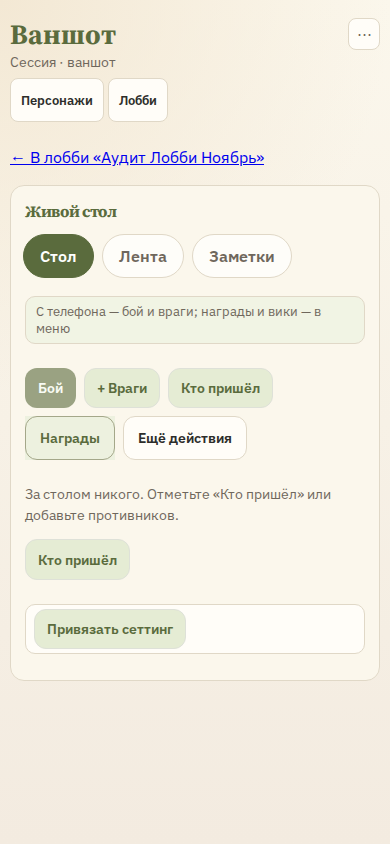 Ваншот
...
Сессия · ваншот
Персонажи
Лобби
← В лобби «Аудит Лобби Ноябрь»
Живой стол
Стол
Лента
Заметки
С телефона — бой и враги; награды и вики — в
меню
Бой
+ Враги
Кто пришёл
Награды
Ещё действия
За столом никого. Отметьте «Кто пришёл» или
добавьте противников.
Кто пришёл
Привязать сеттинг